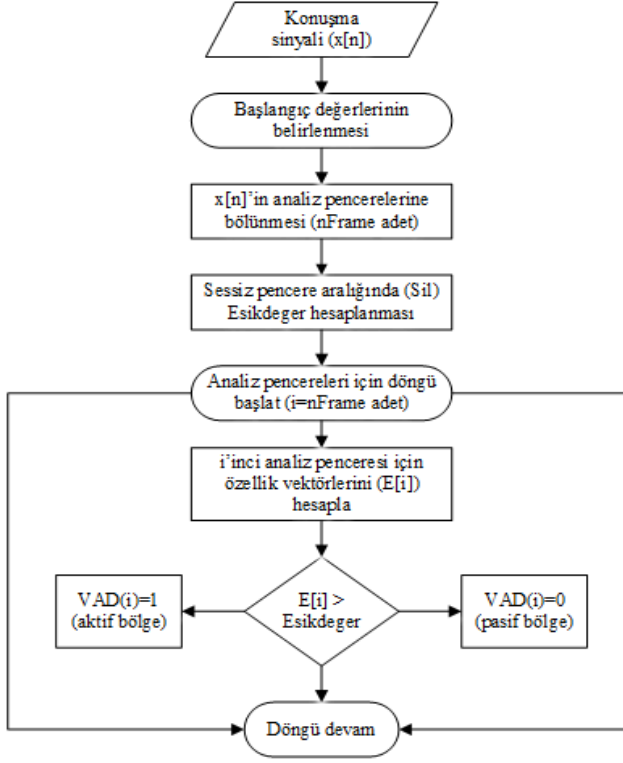 Konuşma
sinyali (x[n])
Başlangıç değerlerinin
belirlenmesi
x[n]'in analiz pencerelerine
bölünmesi (nFrame adet)
Sessiz pencere aralığında (Sil)
Esikdeger hesaplanması
Analiz pencereleri için döngü
başlat (i=nFrame adet)
i'inci analiz penceresi için
özellik vektörlerini (E[i])
hesapla
VAD(i)=1
(aktif bölge)
E[i] >
Esikdeger
VAD(i)=0
(pasif bölge)
Döngü devam